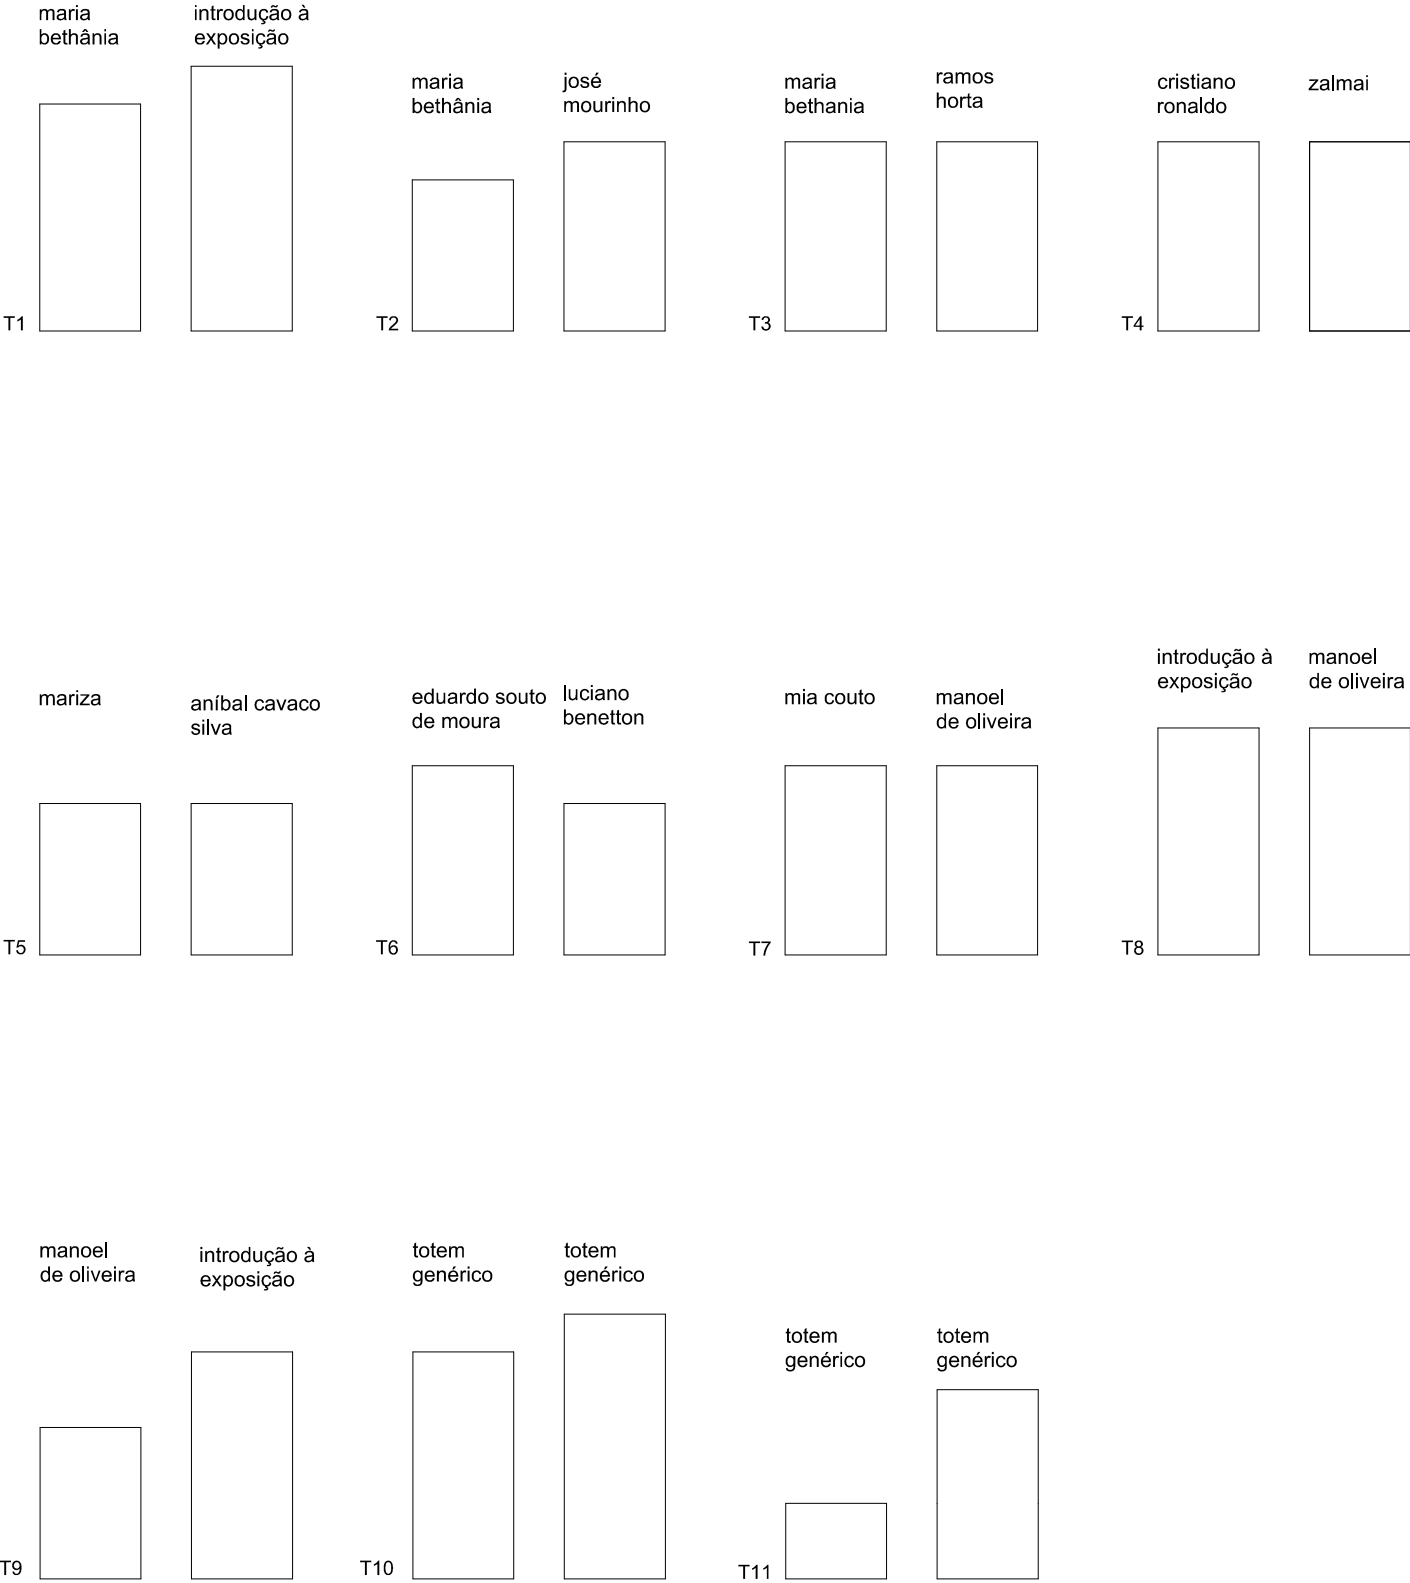 maria
bethânia
introdução à
exposição
maria
bethânia
josé
mourinho
maria
bethania
ramos
horta
cristiano
ronaldo
zalmai
T1
T2
T3
T4
mariza
aníbal cavaco
silva
eduardo souto
de moura
luciano
benetton
mia couto
manoel
de oliveira
introdução à
exposição
manoel
de oliveira
T5
T6
T7
T8
manoel
de oliveira
introdução à
exposição
totem
genérico
totem
genérico
totem
genérico
totem
genérico
T9
T10
T11